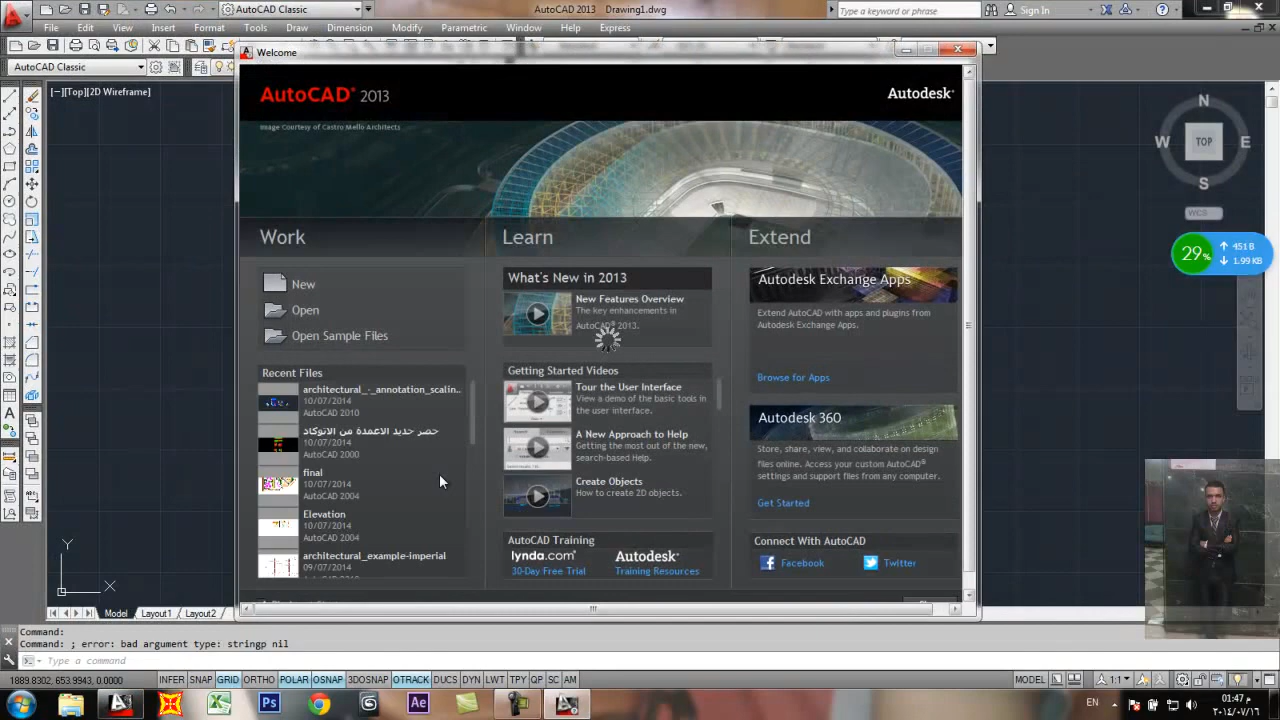 AutoCAD Classic
AutoCAD 2013 Drawing1.dwg
Type a keyword or phrase
Sign In
File Edit View Insert Format Tools Draw Dimension Modify Parametric Window Help Express
AutoCAD Classic
Welcome
[−][Top][2D Wireframe]
AutoCAD® 2013
Autodesk®
Image Courtesy of Castro Mello Architects
N
W TOP E
S
WCS
29% 451 B
1.99 KB
Work
New
Open
Open Sample Files
Recent Files
architectural_-_annotation_scalin...
10/07/2014
AutoCAD 2010
حصر حديد الاعمدة من الاتوكاد
10/07/2014
AutoCAD 2000
final
10/07/2014
AutoCAD 2004
Elevation
10/07/2014
AutoCAD 2004
architectural_example-imperial
09/07/2014
Learn
What's New in 2013
New Features Overview
The key enhancements in
AutoCAD® 2013.
Getting Started Videos
Tour the User Interface
View a demo of the basic tools in
the user interface.
A New Approach to Help
Getting the most out of the new,
search-based Help.
Create Objects
How to create 2D objects.
AutoCAD Training
lynda.com® Autodesk®
30-Day Free Trial Training Resources
Extend
Autodesk Exchange Apps
Extend AutoCAD with apps and plugins from
Autodesk Exchange Apps.
Browse for Apps
Autodesk 360
Store, share, view, and collaborate on design
files online. Access your custom AutoCAD®
settings and support files from any computer.
Get Started
Connect With AutoCAD
Facebook Twitter
Y
X
Model Layout1 Layout2
Command:
Command: ; error: bad argument type: stringp nil
Type a command
1889.8302, 653.9943, 0.0000 INFER SNAP GRID ORTHO POLAR OSNAP 3DOSNAP OTRACK DUCS DYN LWT TPY QP SC AM MODEL 1:1
Ps Ae
EN
01:47 م
٢٠١٤/٠٧/١٦